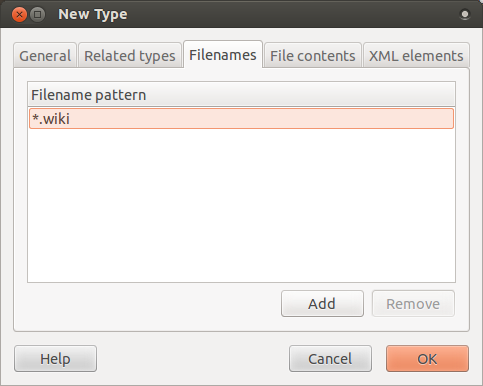 New Type
General Related types Filenames File contents XML elements
Filename pattern
*.wiki
Add Remove
Help Cancel OK